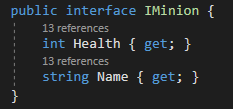 public interface IMinion {
13 references
int Health { get; }
13 references
string Name { get; }
}